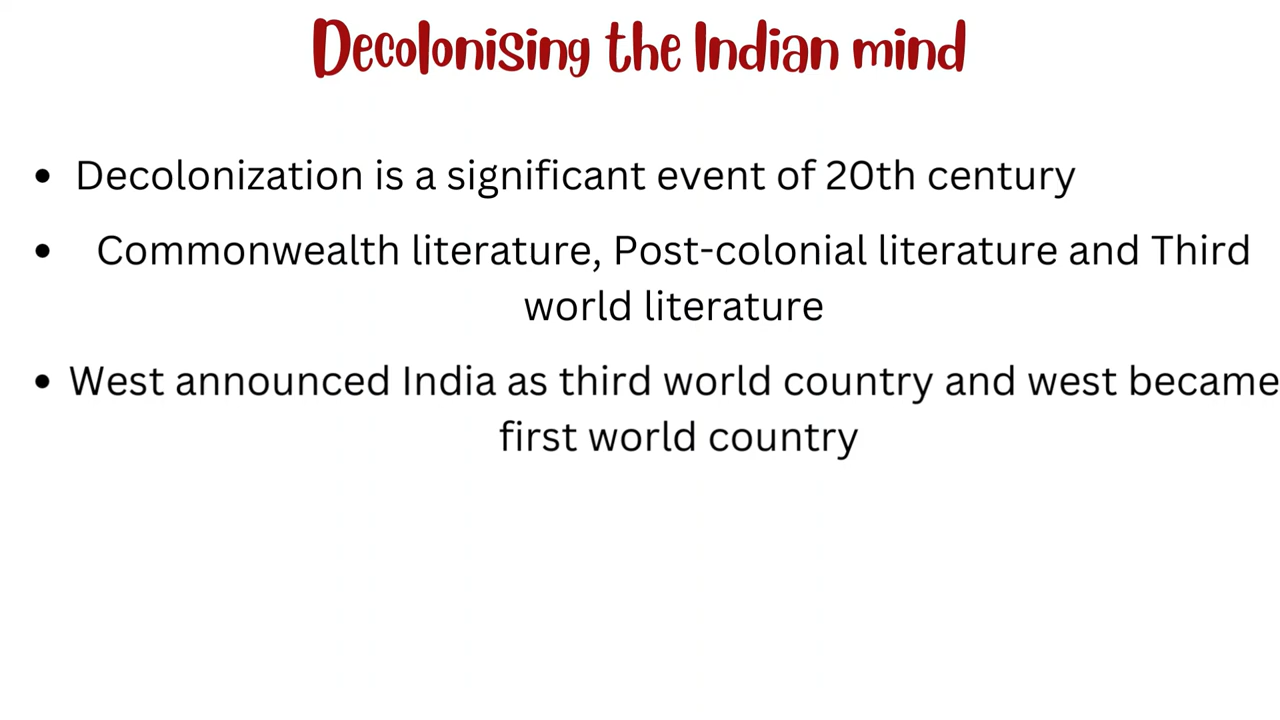 Decolonising the Indian mind
• Decolonization is a significant event of 20th century
• Commonwealth literature, Post-colonial literature and Third
world literature
• West announced India as third world country and west became
first world country